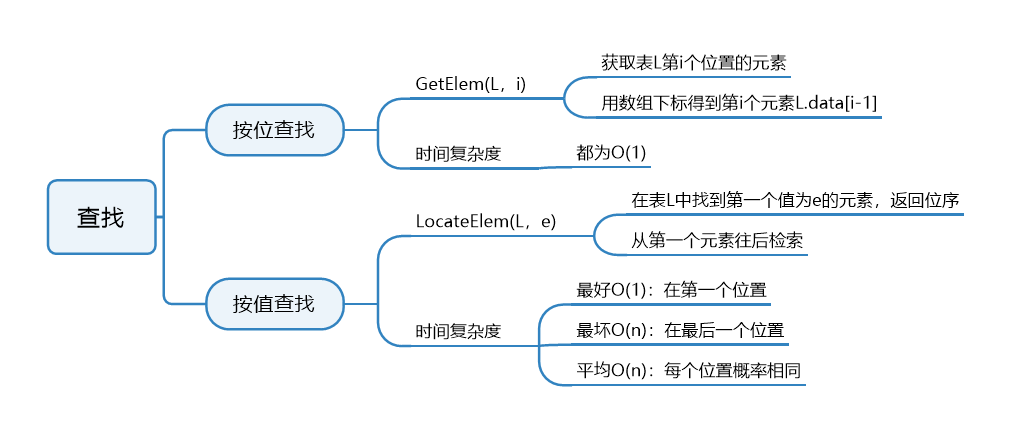 查找
按位查找
GetElem(L，i)
获取表L第i个位置的元素
用数组下标得到第i个元素L.data[i-1]
时间复杂度
都为O(1)
按值查找
LocateElem(L，e)
在表L中找到第一个值为e的元素，返回位序
从第一个元素往后检索
时间复杂度
最好O(1)：在第一个位置
最坏O(n)：在最后一个位置
平均O(n)：每个位置概率相同